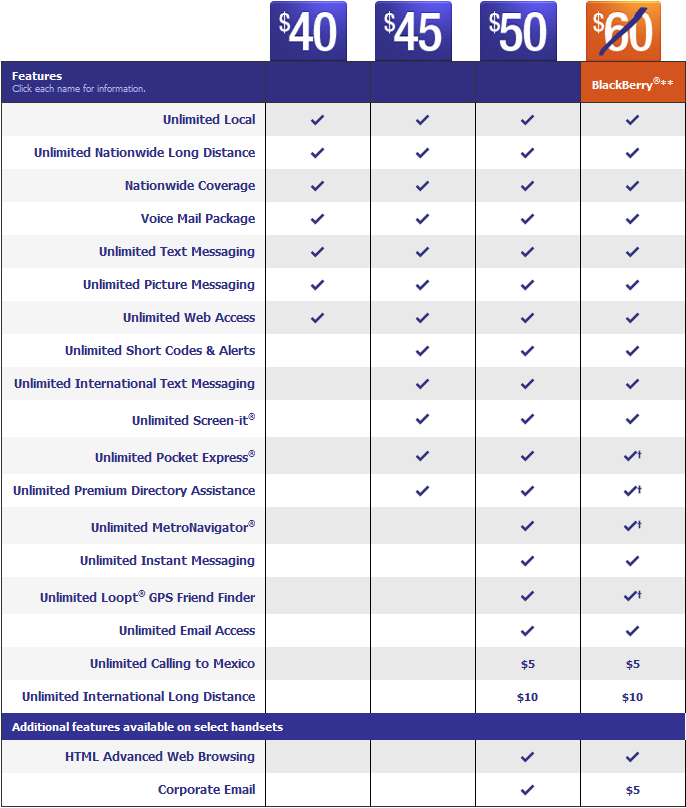 $40 $45 $50 $60
Features
Click each name for information.
BlackBerry®**
Unlimited Local ✓ ✓ ✓ ✓
Unlimited Nationwide Long Distance ✓ ✓ ✓ ✓
Nationwide Coverage ✓ ✓ ✓ ✓
Voice Mail Package ✓ ✓ ✓ ✓
Unlimited Text Messaging ✓ ✓ ✓ ✓
Unlimited Picture Messaging ✓ ✓ ✓ ✓
Unlimited Web Access ✓ ✓ ✓ ✓
Unlimited Short Codes & Alerts ✓ ✓ ✓
Unlimited International Text Messaging ✓ ✓ ✓
Unlimited Screen-it® ✓ ✓ ✓
Unlimited Pocket Express® ✓ ✓ ✓†
Unlimited Premium Directory Assistance ✓ ✓ ✓†
Unlimited MetroNavigator® ✓ ✓†
Unlimited Instant Messaging ✓ ✓
Unlimited Loopt® GPS Friend Finder ✓ ✓†
Unlimited Email Access ✓ ✓
Unlimited Calling to Mexico $5 $5
Unlimited International Long Distance $10 $10
Additional features available on select handsets
HTML Advanced Web Browsing ✓ ✓
Corporate Email ✓ $5